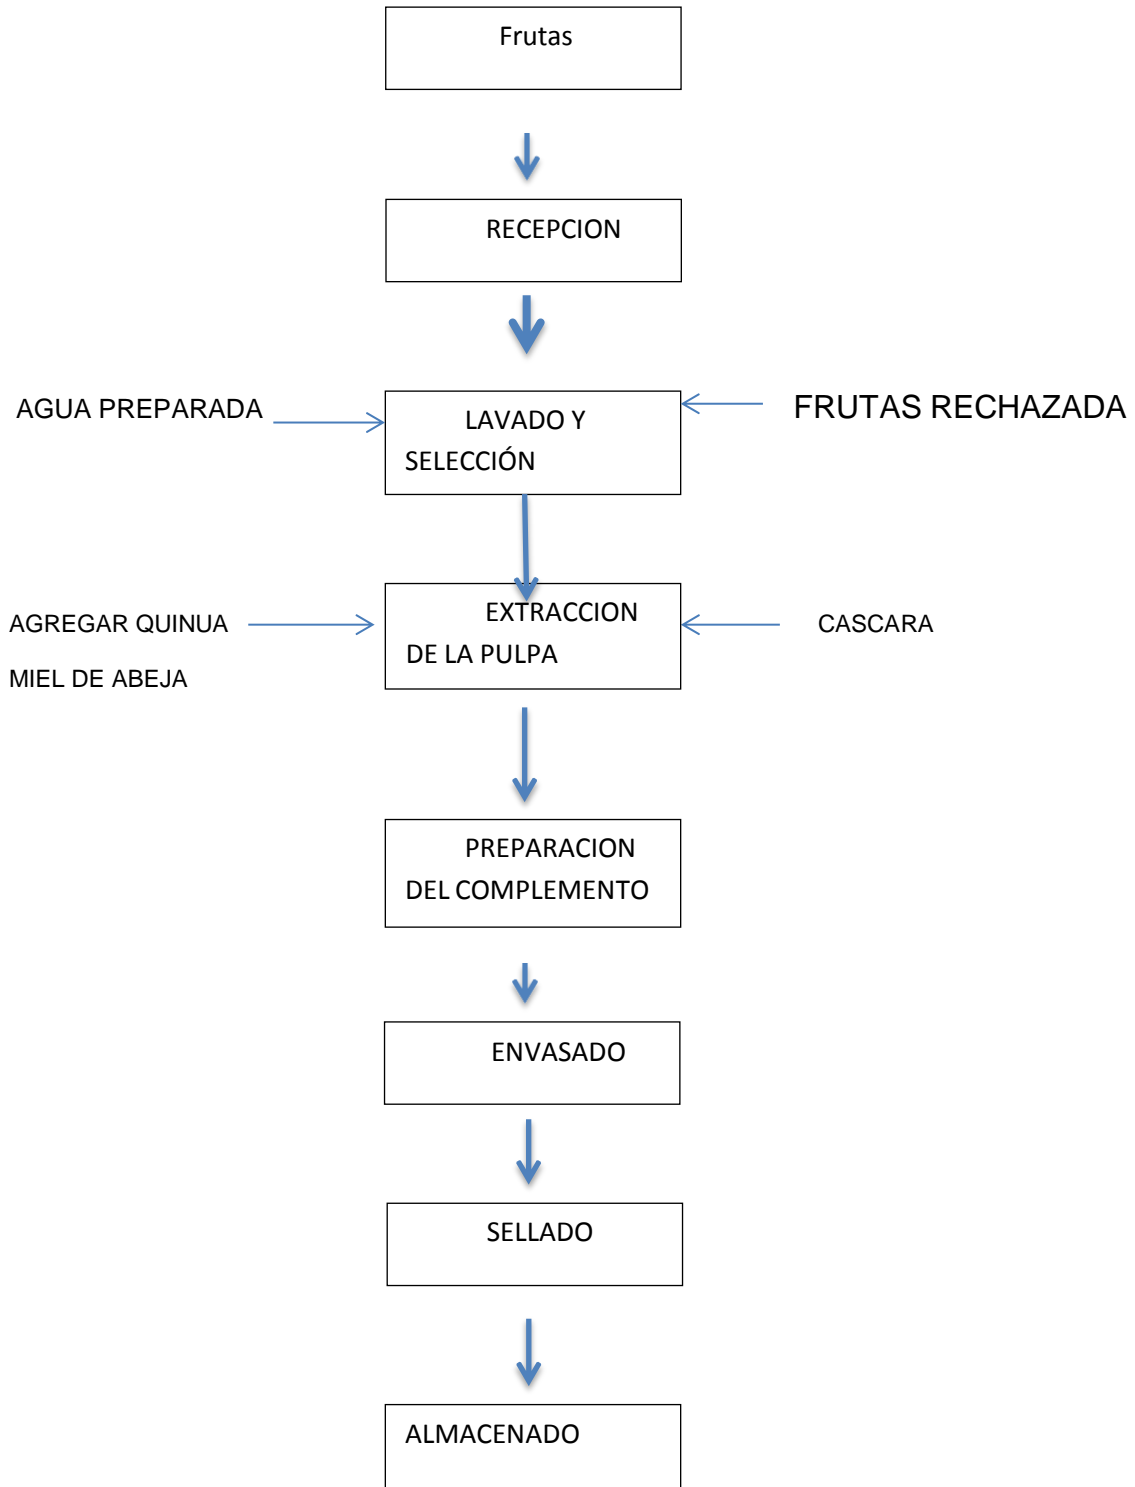 Frutas
RECEPCION
AGUA PREPARADA
LAVADO Y
SELECCIÓN
FRUTAS RECHAZADA
AGREGAR QUINUA
MIEL DE ABEJA
EXTRACCION
DE LA PULPA
CASCARA
PREPARACION
DEL COMPLEMENTO
ENVASADO
SELLADO
ALMACENADO